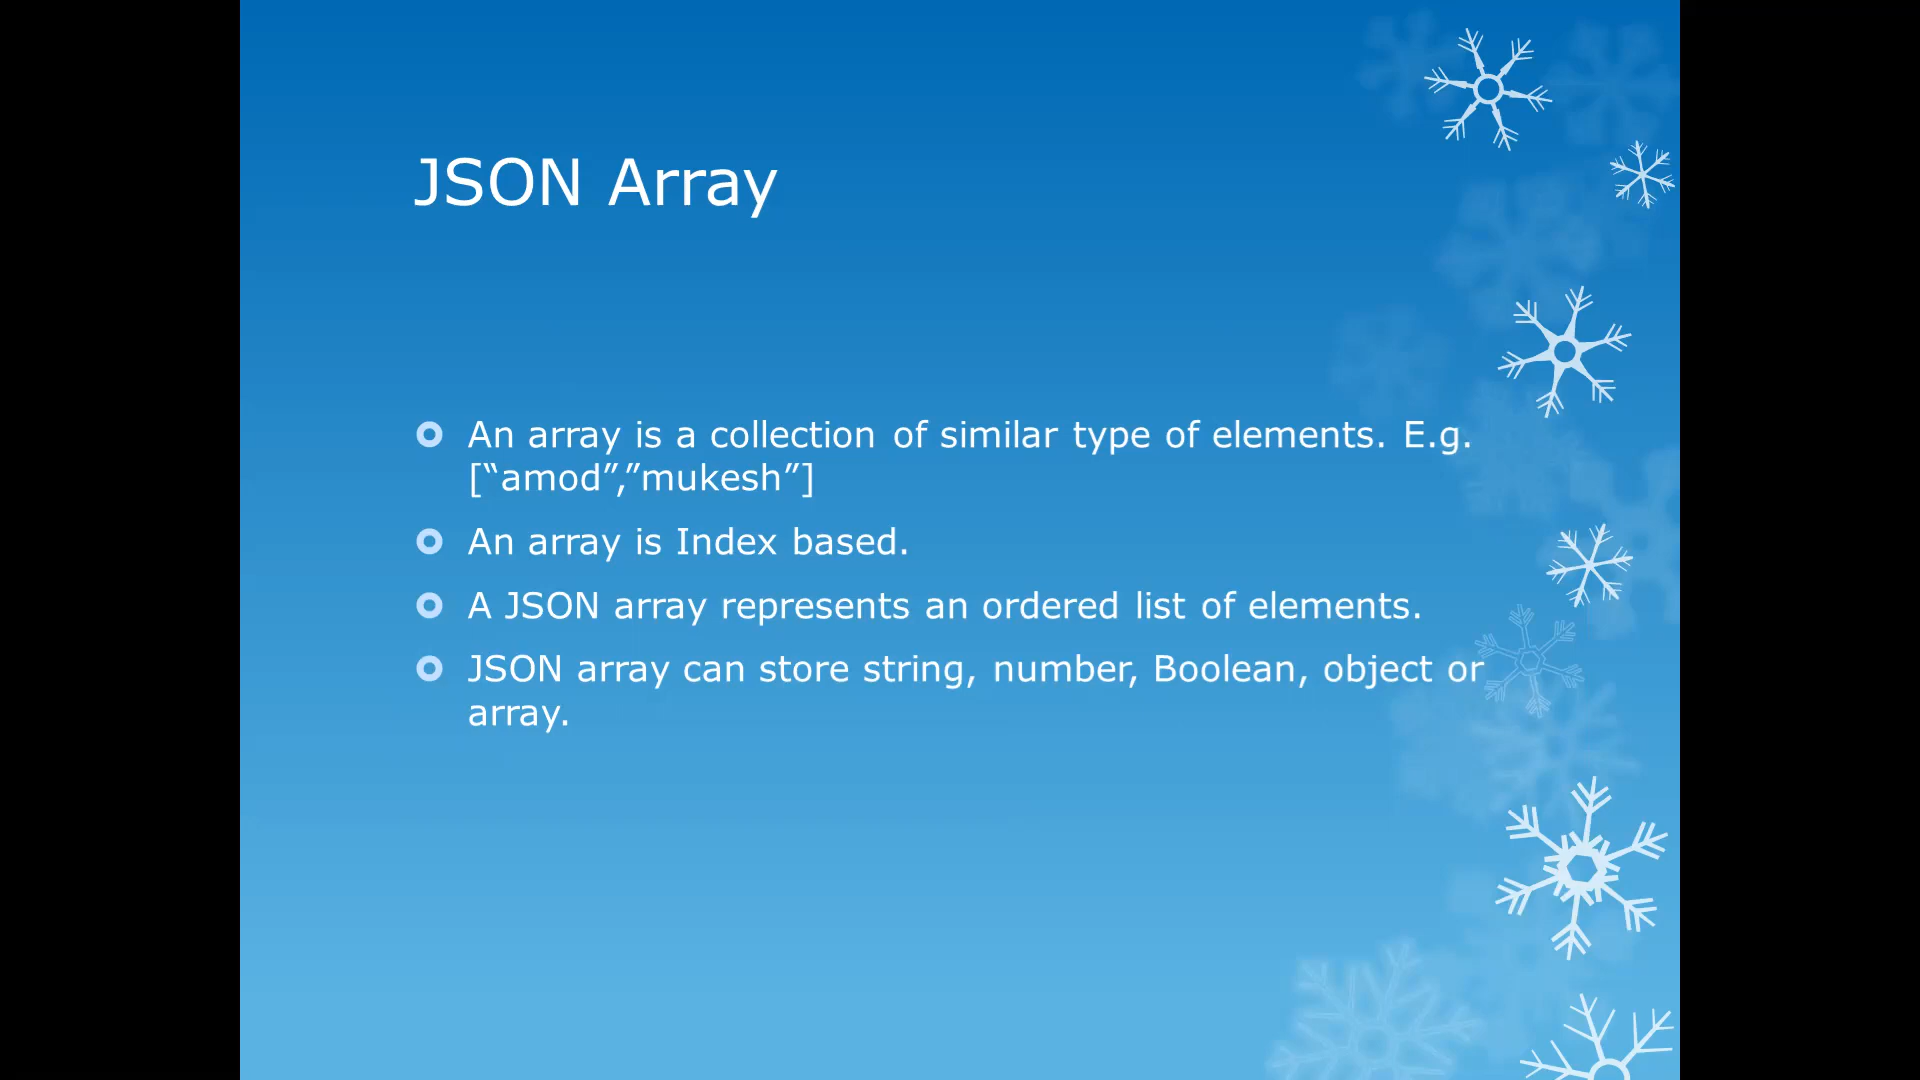 JSON Array
An array is a collection of similar type of elements. E.g.
[“amod”,”mukesh”]
An array is Index based.
A JSON array represents an ordered list of elements.
JSON array can store string, number, Boolean, object or
array.